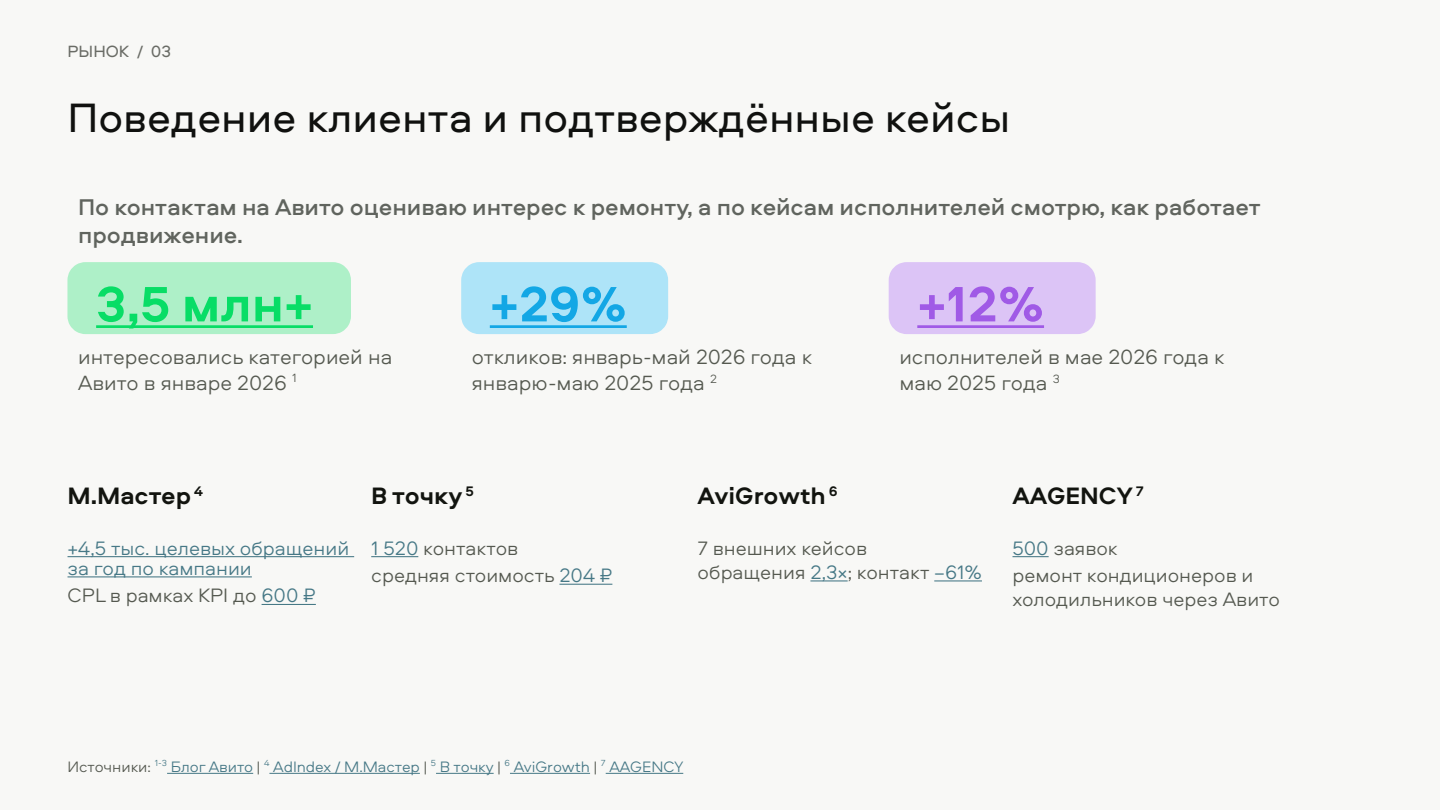 РЫНОК / 03
Поведение клиента и подтверждённые кейсы
По контактам на Авито оцениваю интерес к ремонту, а по кейсам исполнителей смотрю, как работает
продвижение.
3,5 млн+
интересовались категорией на
Авито в январе 2026 ¹
+29%
откликов: январь-май 2026 года к
январю-маю 2025 года ²
+12%
исполнителей в мае 2026 года к
маю 2025 года ³
М.Мастер ⁴
+4,5 тыс. целевых обращений
за год по кампании
CPL в рамках KPI до 600 ₽
В точку ⁵
1 520 контактов
средняя стоимость 204 ₽
AviGrowth ⁶
7 внешних кейсов
обращения 2,3×; контакт −61%
AAGENCY ⁷
500 заявок
ремонт кондиционеров и
холодильников через Авито
Источники: ¹⁻³ Блог Авито | ⁴ AdIndex / М.Мастер | ⁵ В точку | ⁶ AviGrowth | ⁷ AAGENCY